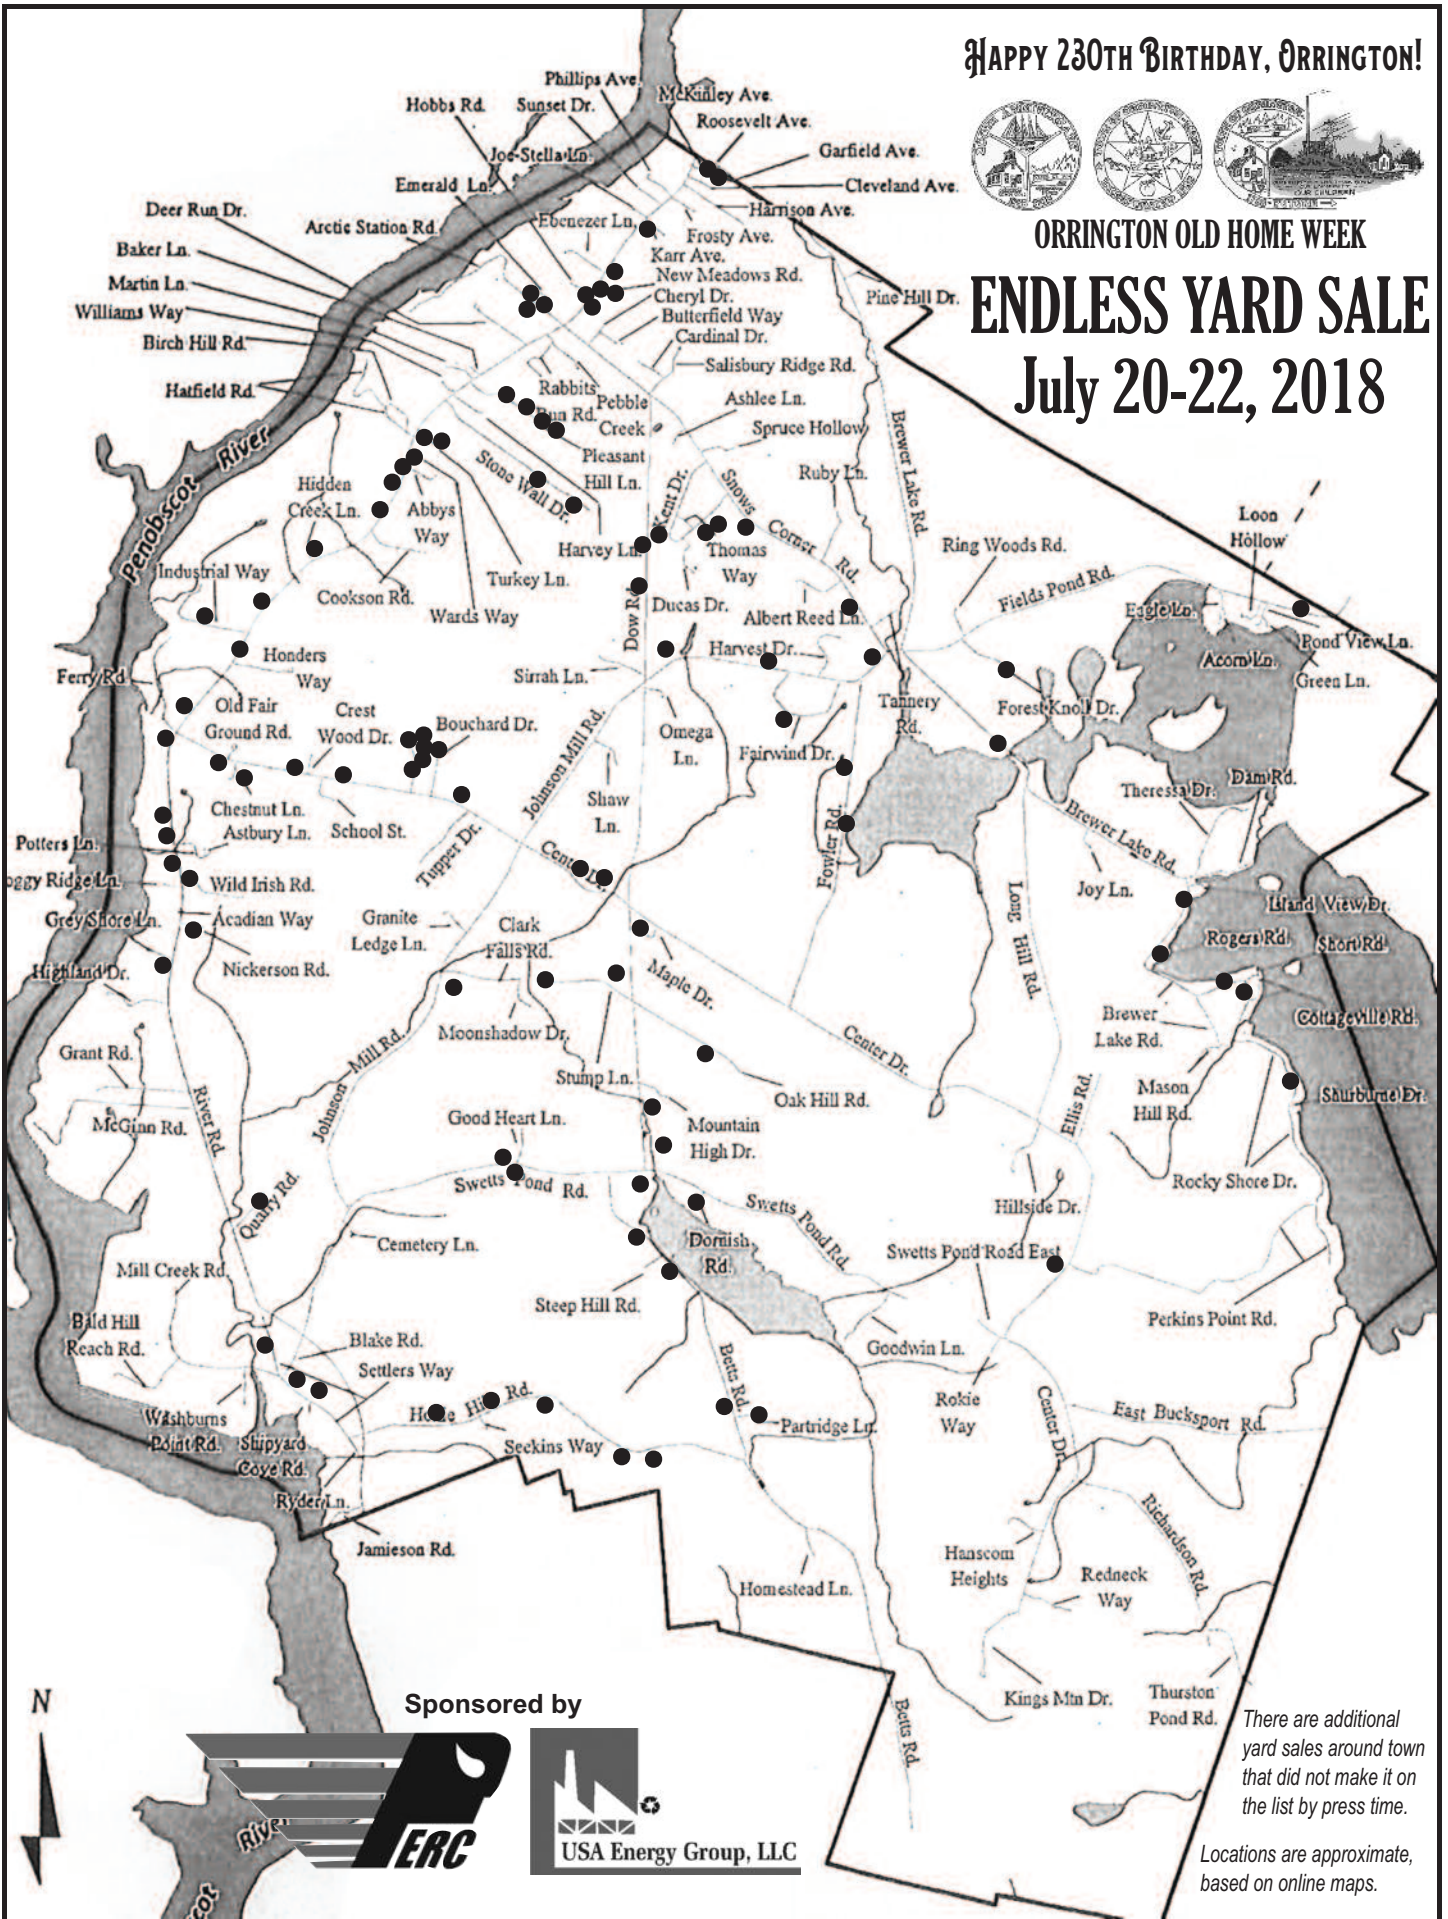 HAPPY 230TH BIRTHDAY, ORRINGTON!
ORRINGTON OLD HOME WEEK
ENDLESS YARD SALE
July 20-22, 2018
Phillips Ave.
McKinley Ave.
Hobbs Rd.
Sunset Dr.
Roosevelt Ave.
Joe-Stella Ln.
Garfield Ave.
Emerald Ln.
Cleveland Ave.
Deer Run Dr.
Harrison Ave.
Arctic Station Rd.
Ebenezer Ln.
Frosty Ave.
Baker Ln.
Karr Ave.
New Meadows Rd.
Martin Ln.
Cheryl Dr.
Pine Hill Dr.
Williams Way
Butterfield Way
Birch Hill Rd.
Cardinal Dr.
Salisbury Ridge Rd.
Hatfield Rd.
Rabbits
Run Rd.
Pebble
Creek
Ashlee Ln.
Spruce Hollow
Brewer Lake Rd.
Penobscot River
Pleasant
Hill Ln.
Stone Wall Dr.
Kent Dr.
Snows Corner Rd.
Ruby Ln.
Hidden
Creek Ln.
Abbys
Way
Harvey Ln.
Thomas
Way
Ring Woods Rd.
Loon
Hollow
Industrial Way
Turkey Ln.
Fields Pond Rd.
Cookson Rd.
Wards Way
Dow Rd.
Ducas Dr.
Albert Reed Ln.
Eagle Ln.
Honders
Way
Harvest Dr.
Pond View Ln.
Acorn Ln.
Ferry Rd.
Sirrah Ln.
Green Ln.
Old Fair
Ground Rd.
Crest
Wood Dr.
Bouchard Dr.
Omega
Ln.
Tannery
Rd.
Forest Knoll Dr.
Fairwind Dr.
Johnson Mill Rd.
Theressa Dr.
Dam Rd.
Chestnut Ln.
Astbury Ln.
School St.
Shaw
Ln.
Brewer Lake Rd.
Potters Ln.
Tupper Dr.
Center Dr.
Fowler Rd.
oggy Ridge Ln.
Wild Irish Rd.
Joy Ln.
Long Hill Rd.
Island View Dr.
Grey Shore Ln.
Acadian Way
Granite
Ledge Ln.
Clark
Falls Rd.
Rogers Rd.
Short Rd.
Highland Dr.
Nickerson Rd.
Maple Dr.
Moonshadow Dr.
Center Dr.
Brewer
Lake Rd.
Cottageville Rd.
Grant Rd.
Johnson Mill Rd.
Stump Ln.
Oak Hill Rd.
Mason
Hill Rd.
Shurburne Dr.
McGinn Rd.
River Rd.
Good Heart Ln.
Mountain
High Dr.
Ellis Rd.
Rocky Shore Dr.
Swetts Pond Rd.
Swetts Pond Rd.
Hillside Dr.
Quarry Rd.
Cemetery Ln.
Dornish
Rd.
Swetts Pond Road East
Mill Creek Rd.
Steep Hill Rd.
Perkins Point Rd.
Bald Hill
Reach Rd.
Blake Rd.
Goodwin Ln.
Settlers Way
Betts Rd.
Rokie
Way
Center Dr.
Washburns
Point Rd.
Shipyard
Cove Rd.
Hoxie Hill Rd.
Seekins Way
Partridge Ln.
East Bucksport Rd.
Ryder Ln.
Jamieson Rd.
Hanscom
Heights
Richardson Rd.
Redneck
Way
Homestead Ln.
Kings Mtn Dr.
Thurston
Pond Rd.
Betts Rd.
N
Sponsored by
PERC
USA Energy Group, LLC
There are additional
yard sales around town
that did not make it on
the list by press time.
Locations are approximate,
based on online maps.